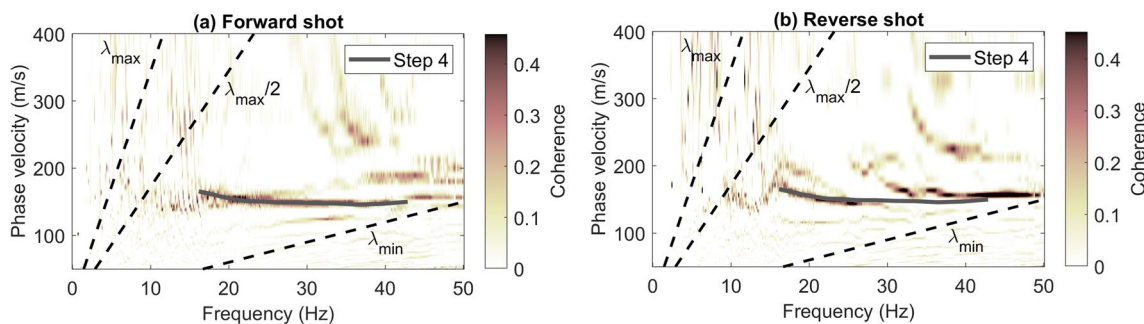 (a) Forward shot
400
300
200
100
Phase velocity (m/s)
λmax
λmax/2
λmin
Step 4
0 10 20 30 40 50
Frequency (Hz)
0.4
0.3
0.2
0.1
0
Coherence
(b) Reverse shot
400
300
200
100
Phase velocity (m/s)
λmax
λmax/2
λmin
Step 4
0 10 20 30 40 50
Frequency (Hz)
0.4
0.3
0.2
0.1
0
Coherence